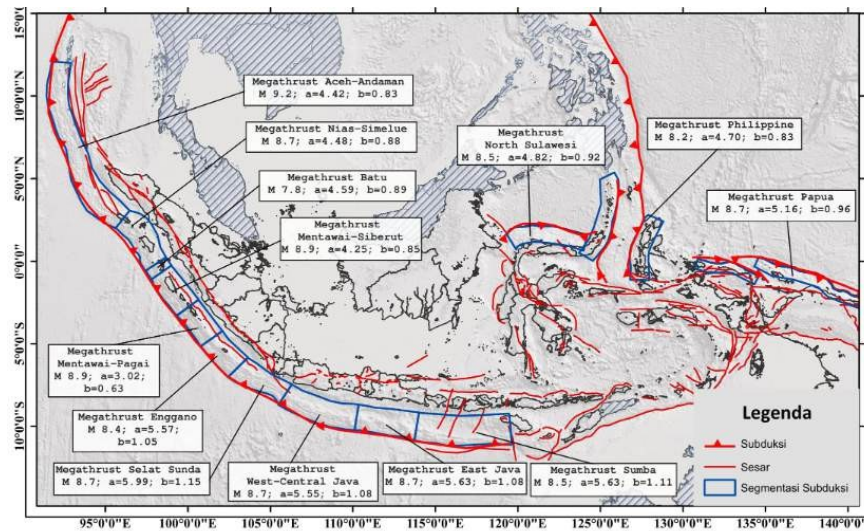 15°0'
10°0'0"N
5°0'0"N
0°0'0"
5°0'0"S
10°0'0"S
Megathrust Aceh-Andaman
M 9.2; a=4.42; b=0.83
Megathrust Nias-Simelue
M 8.7; a=4.48; b=0.88
Megathrust Batu
M 7.8; a=4.59; b=0.89
Megathrust
Mentawai-Siberut
M 8.9; a=4.25; b=0.85
Megathrust
North Sulawesi
M 8.5; a=4.82; b=0.92
Megathrust Philippine
M 8.2; a=4.70; b=0.83
Megathrust Papua
M 8.7; a=5.16; b=0.96
Megathrust
Mentawai-Pagai
M 8.9; a=3.02;
b=0.63
Megathrust Enggano
M 8.4; a=5.57;
b=1.05
Megathrust Selat Sunda
M 8.7; a=5.99; b=1.15
Megathrust
West-Central Java
M 8.7; a=5.55; b=1.08
Megathrust East Java
M 8.7; a=5.63; b=1.08
Megathrust Sumba
M 8.5; a=5.63; b=1.11
Legenda
Subduksi
Sesar
Segmentasi Subduksi
95°0'0"E
100°0'0"E
105°0'0"E
110°0'0"E
115°0'0"E
120°0'0"E
125°0'0"E
130°0'0"E
135°0'0"E
140°0'0"